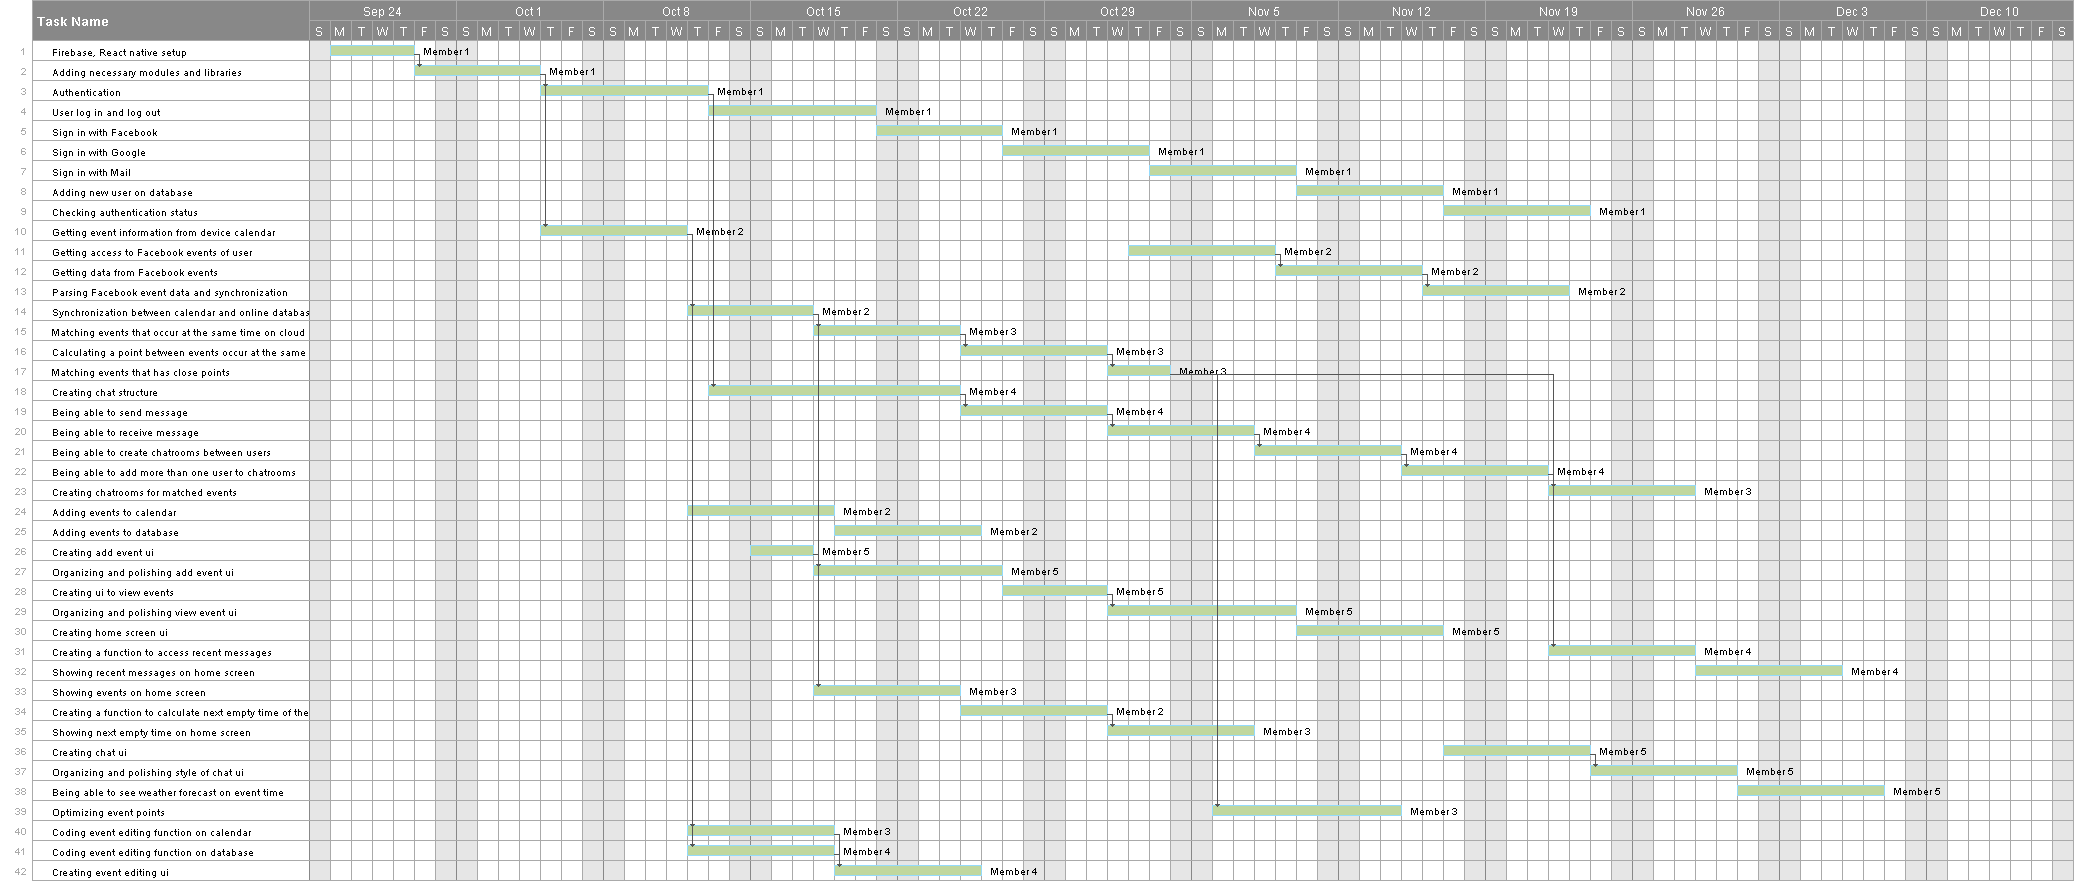 Task Name
Sep 24 Oct 1 Oct 8 Oct 15 Oct 22 Oct 29 Nov 5 Nov 12 Nov 19 Nov 26 Dec 3 Dec 10
S M T W T F S S M T W T F S S M T W T F S S M T W T F S S M T W T F S S M T W T F S S M T W T F S S M T W T F S S M T W T F S S M T W T F S S M T W T F S S M T W T F S
1 Firebase, React native setup Member 1
2 Adding necessary modules and libraries Member 1
3 Authentication Member 1
4 User log in and log out Member 1
5 Sign in with Facebook Member 1
6 Sign in with Google Member 1
7 Sign in with Mail Member 1
8 Adding new user on database Member 1
9 Checking authentication status Member 1
10 Getting event information from device calendar Member 2
11 Getting access to Facebook events of user Member 2
12 Getting data from Facebook events Member 2
13 Parsing Facebook event data and synchronization Member 2
14 Synchronization between calendar and online databas Member 2
15 Matching events that occur at the same time on cloud Member 3
16 Calculating a point between events occur at the same Member 3
17 Matching events that has close points Member 3
18 Creating chat structure Member 4
19 Being able to send message Member 4
20 Being able to receive message Member 4
21 Being able to create chatrooms between users Member 4
22 Being able to add more than one user to chatrooms Member 4
23 Creating chatrooms for matched events Member 3
24 Adding events to calendar Member 2
25 Adding events to database Member 2
26 Creating add event ui Member 5
27 Organizing and polishing add event ui Member 5
28 Creating ui to view events Member 5
29 Organizing and polishing view event ui Member 5
30 Creating home screen ui Member 5
31 Creating a function to access recent messages Member 4
32 Showing recent messages on home screen Member 4
33 Showing events on home screen Member 3
34 Creating a function to calculate next empty time of the Member 2
35 Showing next empty time on home screen Member 3
36 Creating chat ui Member 5
37 Organizing and polishing style of chat ui Member 5
38 Being able to see weather forecast on event time Member 5
39 Optimizing event points Member 3
40 Coding event editing function on calendar Member 3
41 Coding event editing function on database Member 4
42 Creating event editing ui Member 4